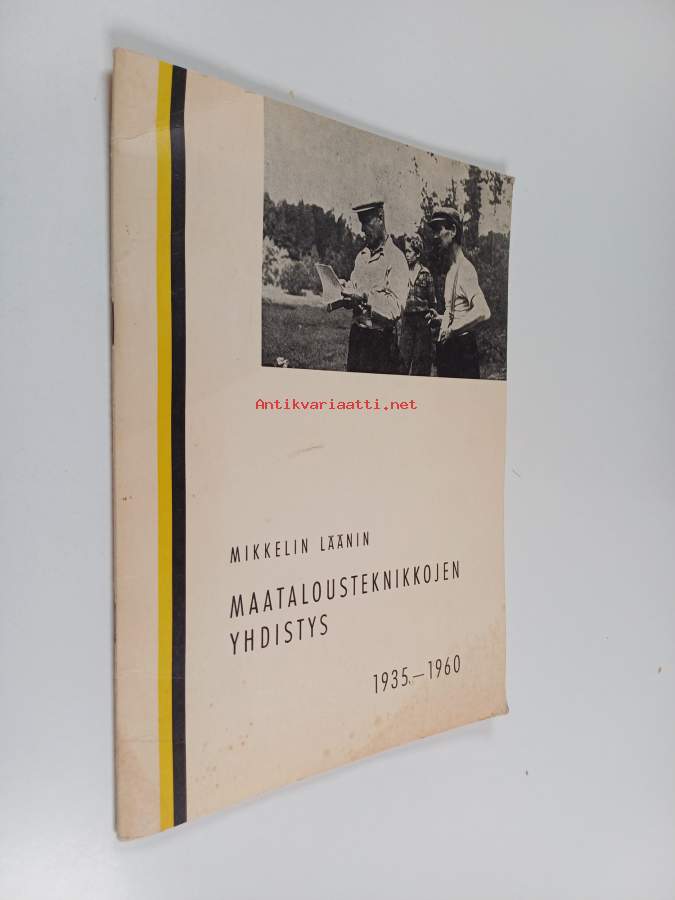 Antikvariaatti.net
MIKKELIN LÄÄNIN
MAATALOUSTEKNIKKOJEN
YHDISTYS
1935.—1960